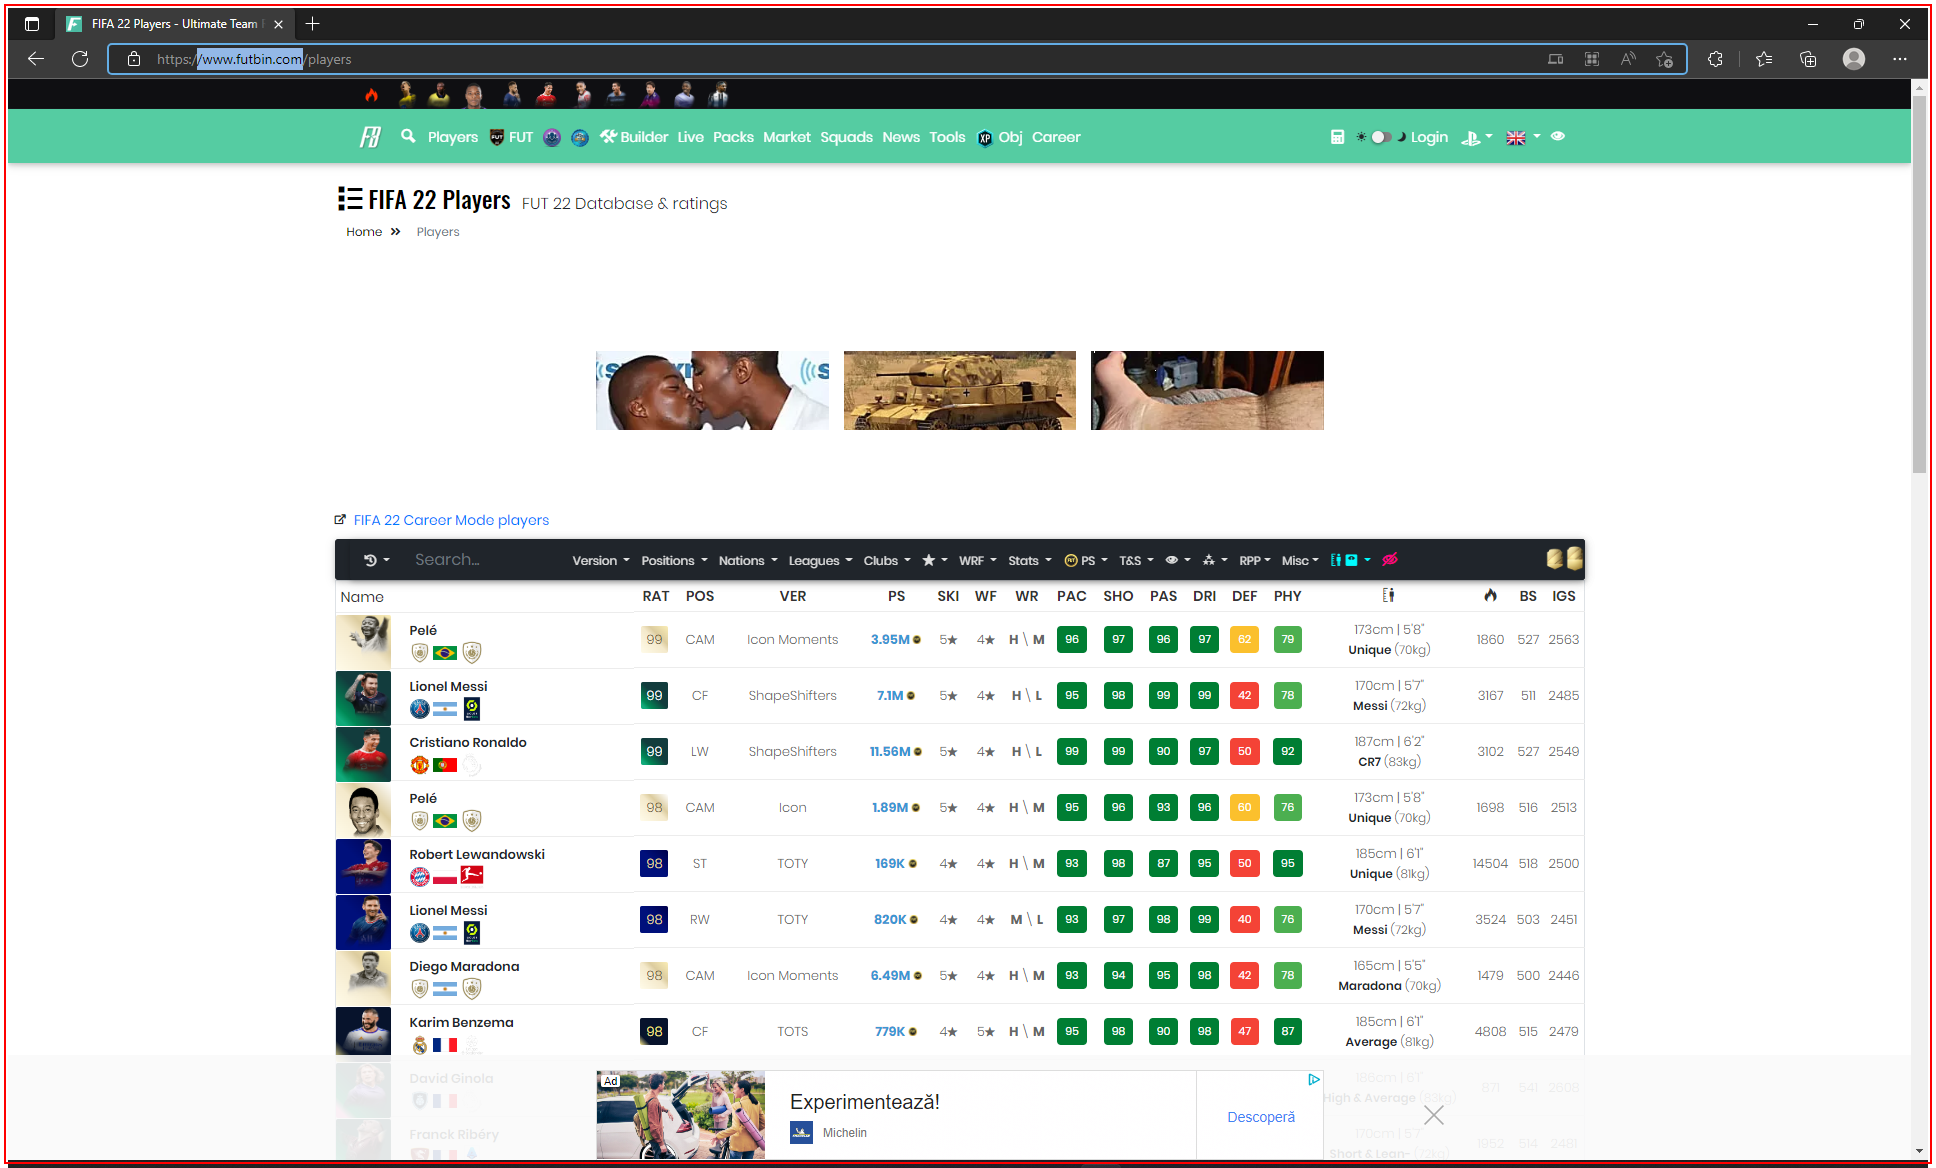 FIFA 22 Players - Ultimate Team F
https://www.futbin.com/players
Players FUT Builder Live Packs Market Squads News Tools XP Obj Career Login
FIFA 22 Players FUT 22 Database & ratings
Home » Players
FIFA 22 Career Mode players
Search... Version Positions Nations Leagues Clubs WRF Stats PS T&S RPP Misc
Name RAT POS VER PS SKI WF WR PAC SHO PAS DRI DEF PHY BS IGS
Pelé 99 CAM Icon Moments 3.95M 5★ 4★ H \ M 96 97 96 97 62 79 173cm | 5'8" Unique (70kg) 1860 527 2563
Lionel Messi 99 CF ShapeShifters 7.1M 5★ 4★ H \ L 95 98 99 99 42 78 170cm | 5'7" Messi (72kg) 3167 511 2485
Cristiano Ronaldo 99 LW ShapeShifters 11.56M 5★ 4★ H \ L 99 99 90 97 50 92 187cm | 6'2" CR7 (83kg) 3102 527 2549
Pelé 98 CAM Icon 1.89M 5★ 4★ H \ M 95 96 93 96 60 76 173cm | 5'8" Unique (70kg) 1698 516 2513
Robert Lewandowski 98 ST TOTY 169K 4★ 4★ H \ M 93 98 87 95 50 95 185cm | 6'1" Unique (81kg) 14504 518 2500
Lionel Messi 98 RW TOTY 820K 4★ 4★ M \ L 93 97 98 99 40 76 170cm | 5'7" Messi (72kg) 3524 503 2451
Diego Maradona 98 CAM Icon Moments 6.49M 5★ 4★ H \ M 93 94 95 98 42 78 165cm | 5'5" Maradona (70kg) 1479 500 2446
Karim Benzema 98 CF TOTS 779K 4★ 5★ H \ M 95 98 90 98 47 87 185cm | 6'1" Average (81kg) 4808 515 2479
David Ginola 186cm | 6'1" High & Average 871 541 2608
Franck Ribéry 170cm | 5'7" Short & Lean- (72kg) 1952 514 2481
Ad
Experimentează!
Michelin
Descoperă